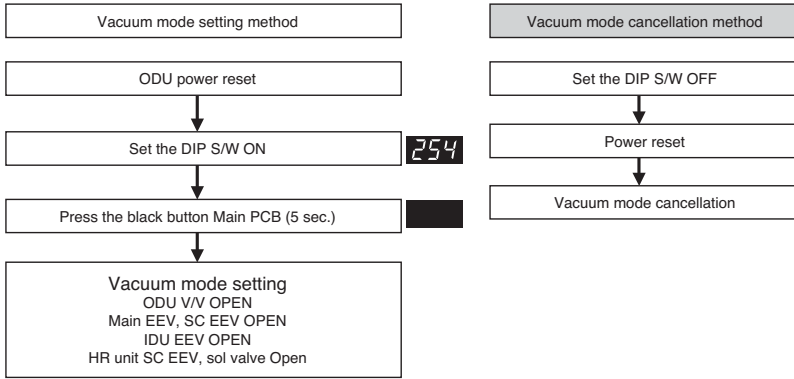 Vacuum mode setting method
ODU power reset
Set the DIP S/W ON
254
Press the black button Main PCB (5 sec.)
Vacuum mode setting
ODU V/V OPEN
Main EEV, SC EEV OPEN
IDU EEV OPEN
HR unit SC EEV, sol valve Open
Vacuum mode cancellation method
Set the DIP S/W OFF
Power reset
Vacuum mode cancellation